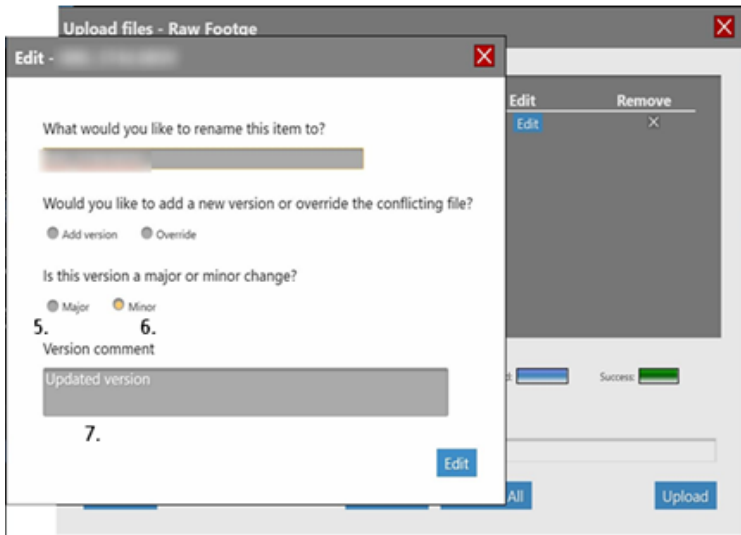 Upload files - Raw Footge
Edit -
Edit Remove
What would you like to rename this item to?
Edit
Would you like to add a new version or override the conflicting file?
Add version Override
Is this version a major or minor change?
Major Minor
5. 6.
Version comment
Success:
Updated version
7.
Edit
All Upload